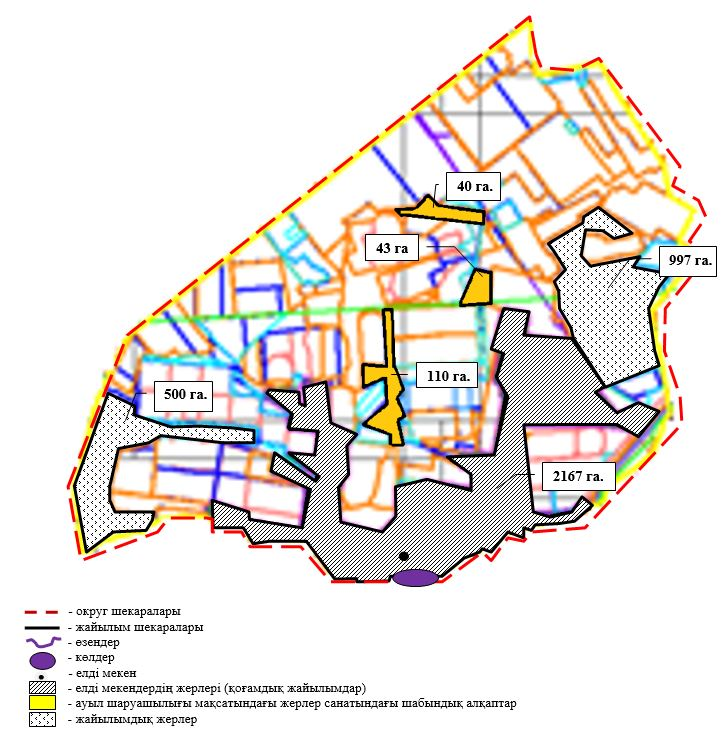 40 га.
43 га
997 га.
110 га.
500 га.
2167 га.
- округ шекаралары
- жайылым шекаралары
- өзендер
- көлдер
- елді мекен
- елді мекендердің жерлері (қоғамдық жайылымдар)
- ауыл шаруашылығы мақсатындағы жерлер санатындағы шабындық алқаптар
- жайылымдық жерлер